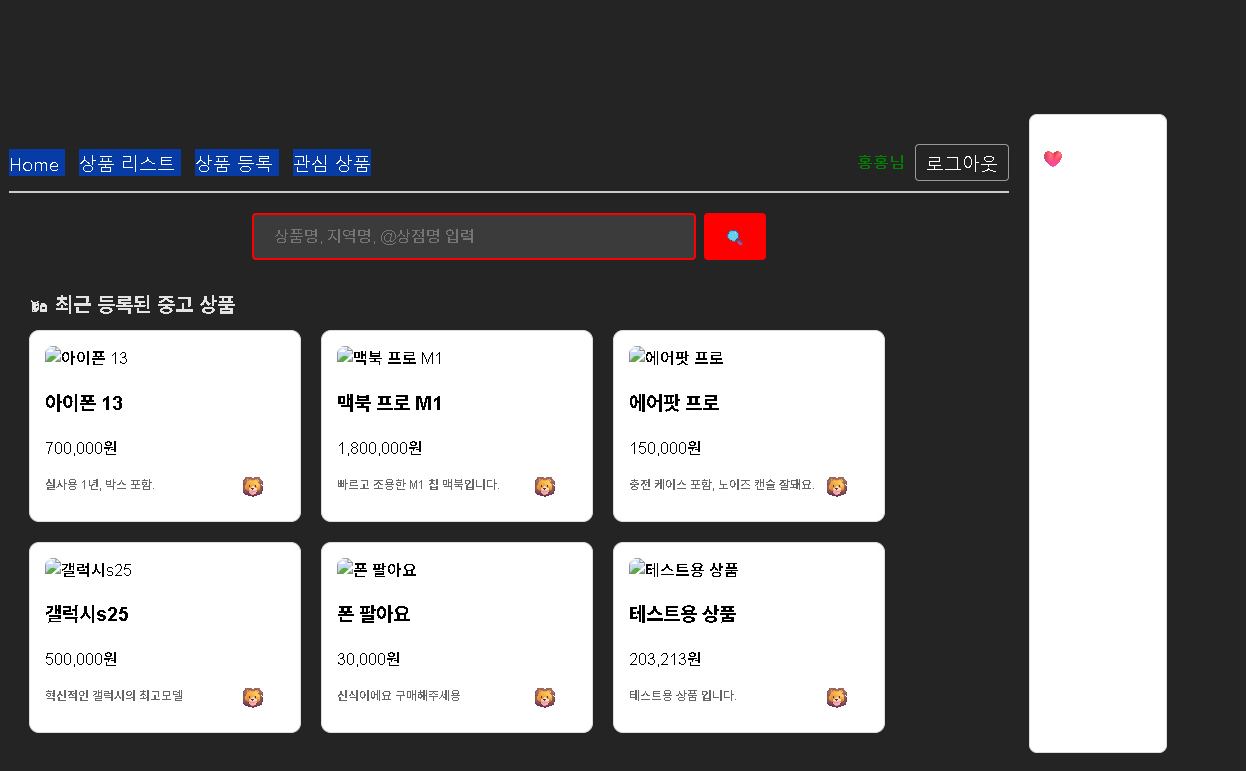 Home 상품 리스트 상품 등록 관심 상품 홍홍님 로그아웃
상품명, 지역명, @상점명 입력
최근 등록된 중고 상품
아이폰 13 맥북 프로 M1 에어팟 프로
아이폰 13 맥북 프로 M1 에어팟 프로
700,000원 1,800,000원 150,000원
실사용 1년, 박스 포함. 빠르고 조용한 M1 칩 맥북입니다. 충전 케이스 포함, 노이즈 캔슬 잘돼요.
갤럭시s25 폰 팔아요 테스트용 상품
갤럭시s25 폰 팔아요 테스트용 상품
500,000원 30,000원 203,213원
혁신적인 갤럭시의 최고모델 신식이에요 구매해주세용 테스트용 상품 입니다.